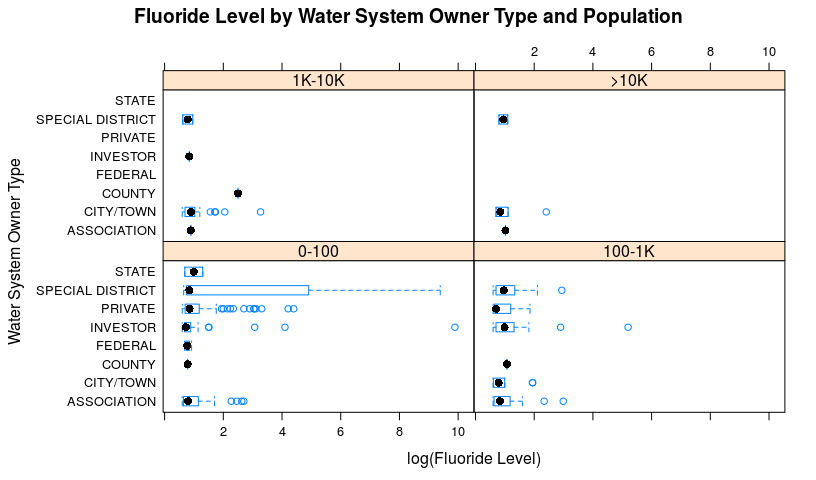 Fluoride Level by Water System Owner Type and Population
2 4 6 8 10
1K-10K >10K
STATE
SPECIAL DISTRICT
PRIVATE
INVESTOR
FEDERAL
COUNTY
CITY/TOWN
ASSOCIATION
0-100 100-1K
STATE
SPECIAL DISTRICT
PRIVATE
INVESTOR
FEDERAL
COUNTY
CITY/TOWN
ASSOCIATION
2 4 6 8 10
log(Fluoride Level)
Water System Owner Type